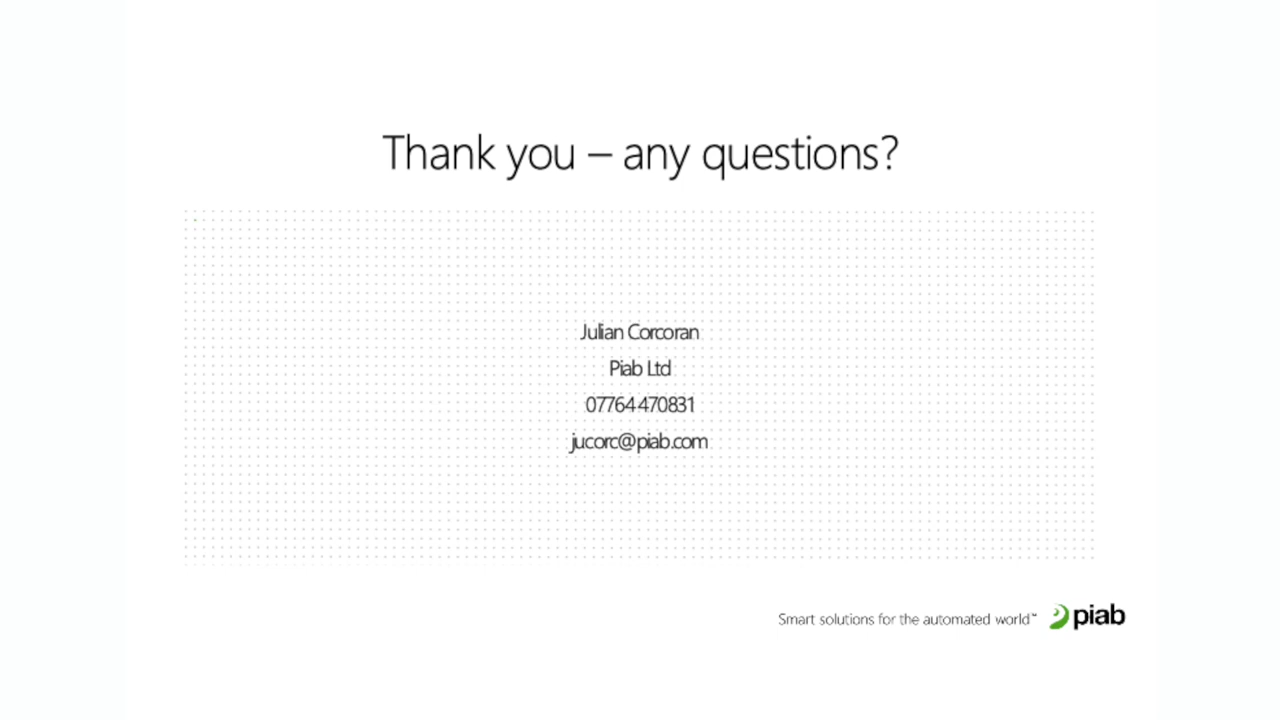 Thank you – any questions?
Julian Corcoran
Piab Ltd
07764 470831
jucorc@piab.com
Smart solutions for the automated world™
piab